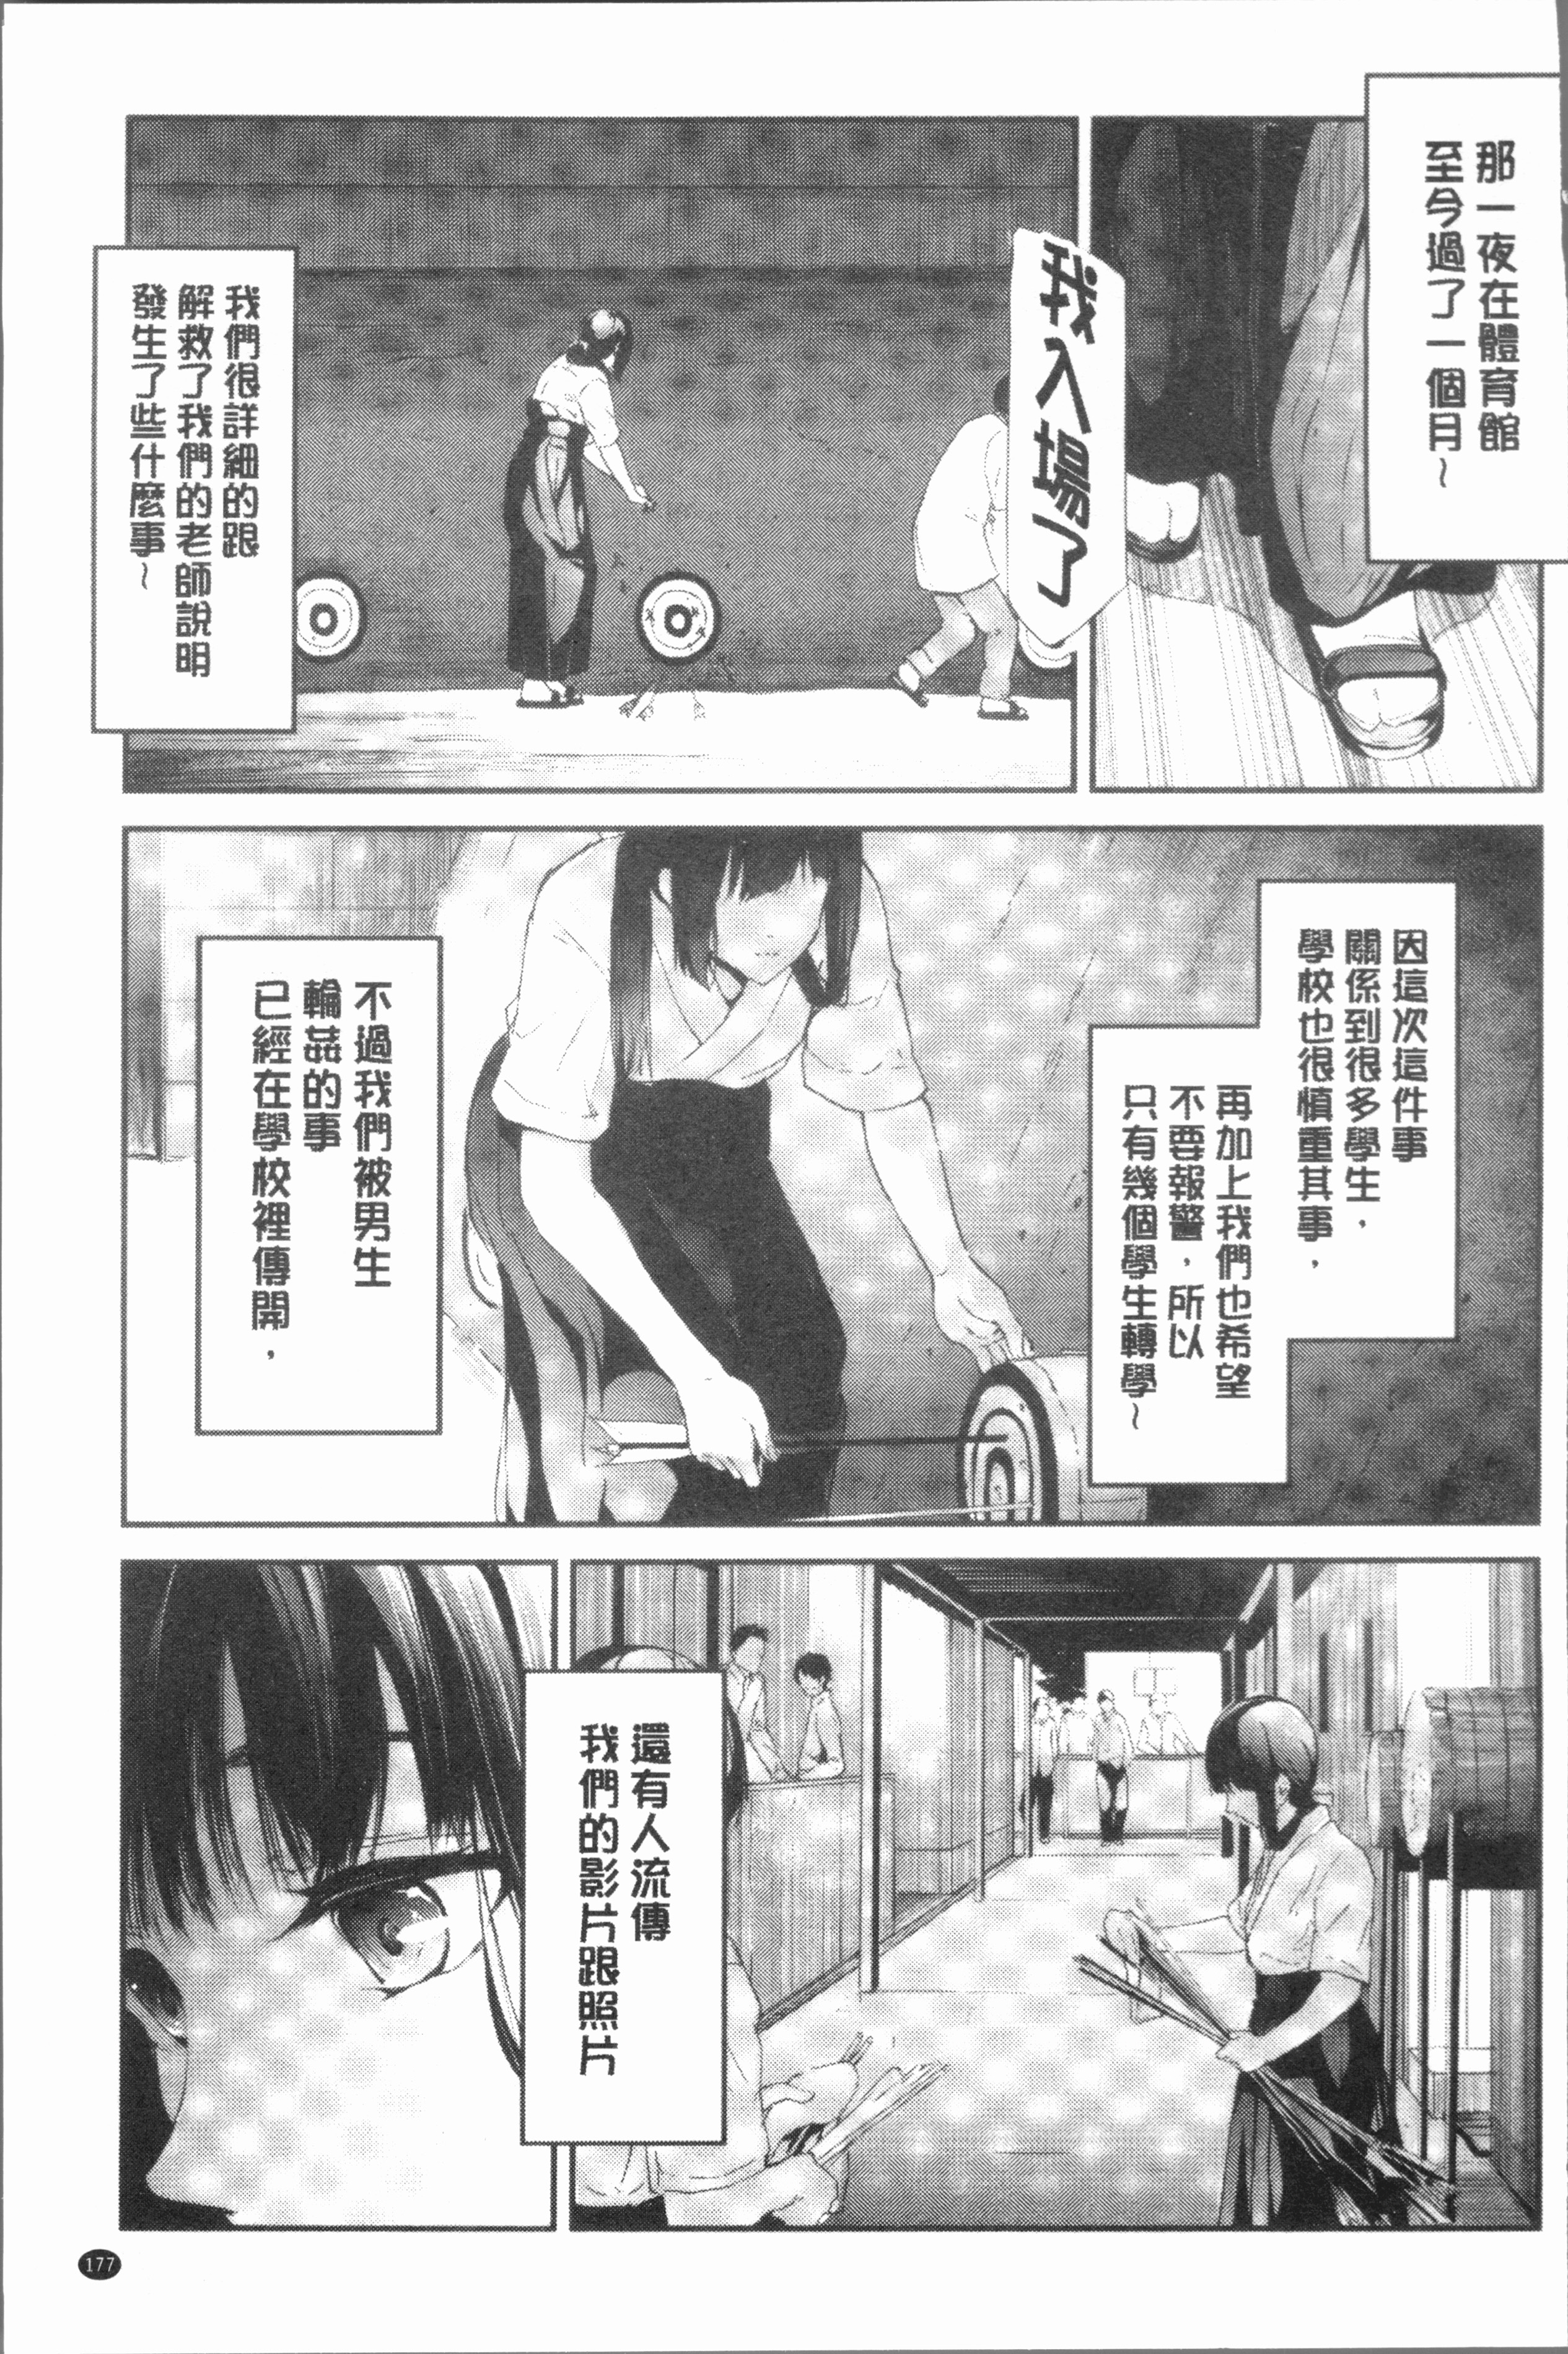 那一夜在體育館
至今過了一個月~
我入場了
我們很詳細的跟
解救了我們的老師說明
發生了些什麼事~
因這次這件事
關係到很多學生，
學校也很慎重其事，
再加上我們也希望
不要報警，所以
只有幾個學生轉學~
不過我們被男生
輪姦的事
已經在學校裡傳開，
還有人流傳
我們的影片跟照片
177